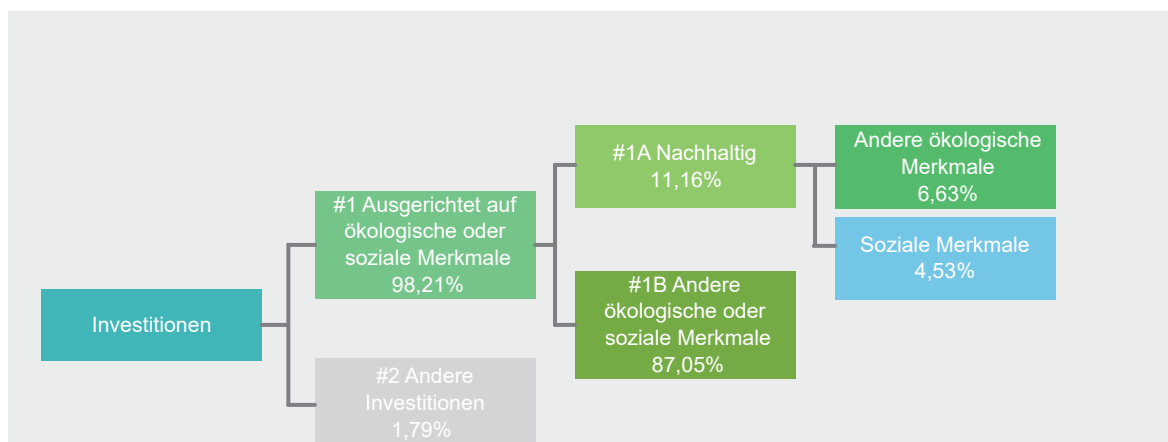 Investitionen
#1 Ausgerichtet auf
ökologische oder
soziale Merkmale
98,21%
#2 Andere
Investitionen
1,79%
#1A Nachhaltig
11,16%
#1B Andere
ökologische oder
soziale Merkmale
87,05%
Andere ökologische
Merkmale
6,63%
Soziale Merkmale
4,53%